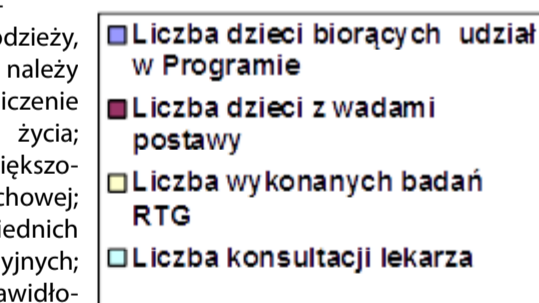 odzieży,
należy
iczenie
życia;
iększo-
chowej;
iednich
yjnych;
awidło-
Liczba dzieci biorących udział
w Programie
Liczba dzieci z wadami
postawy
Liczba wykonanych badań
RTG
Liczba konsultacji lekarza